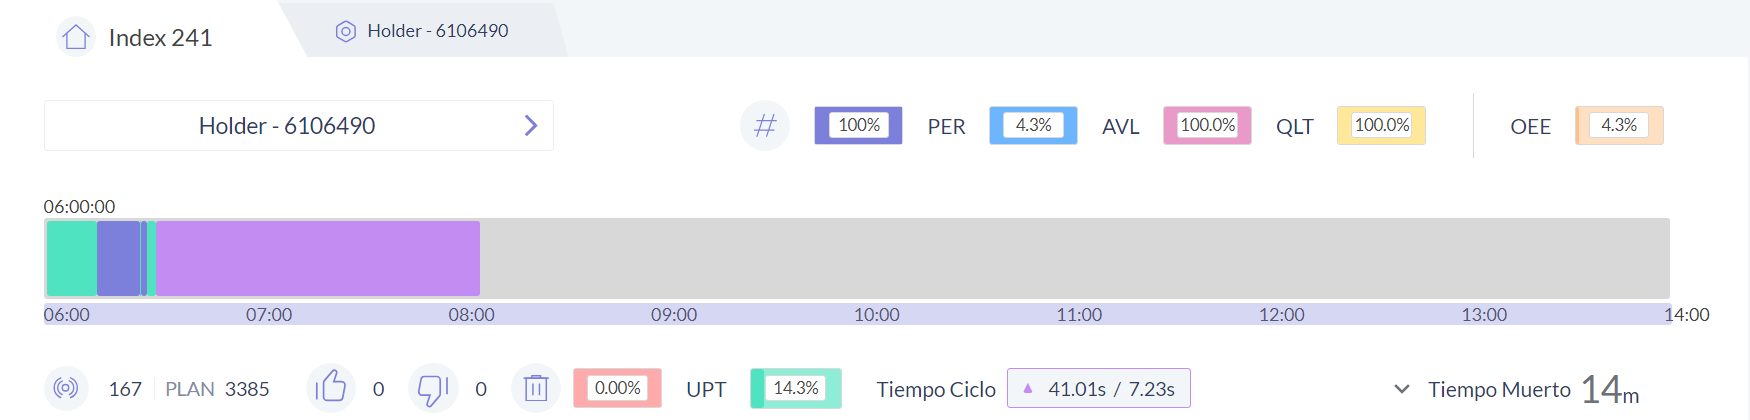 Index 241
Holder - 6106490
Holder - 6106490
100% PER 4.3% AVL 100.0% QLT 100.0% OEE 4.3%
06:00:00
06:00 07:00 08:00 09:00 10:00 11:00 12:00 13:00 14:00
167 PLAN 3385 0 0 0.00% UPT 14.3% Tiempo Ciclo 41.01s / 7.23s Tiempo Muerto 14m